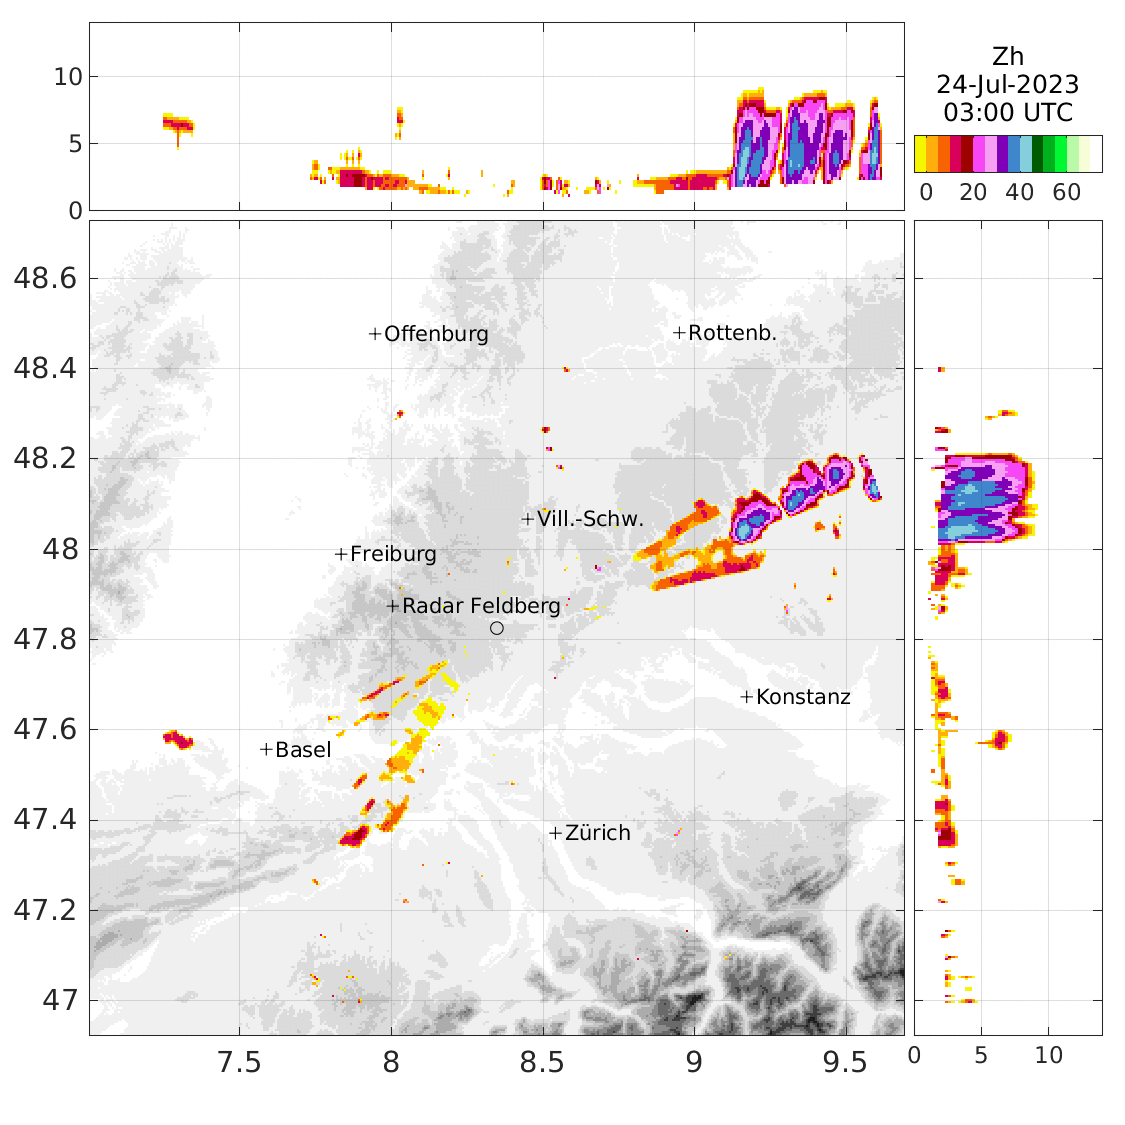 Zh
24-Jul-2023
03:00 UTC
0 20 40 60
10
5
0
48.6
48.4
48.2
48
47.8
47.6
47.4
47.2
47
+Offenburg
+Rottenb.
+Vill.-Schw.
+Freiburg
+Radar Feldberg
+Konstanz
+Basel
+Zürich
7.5 8 8.5 9 9.5
0 5 10